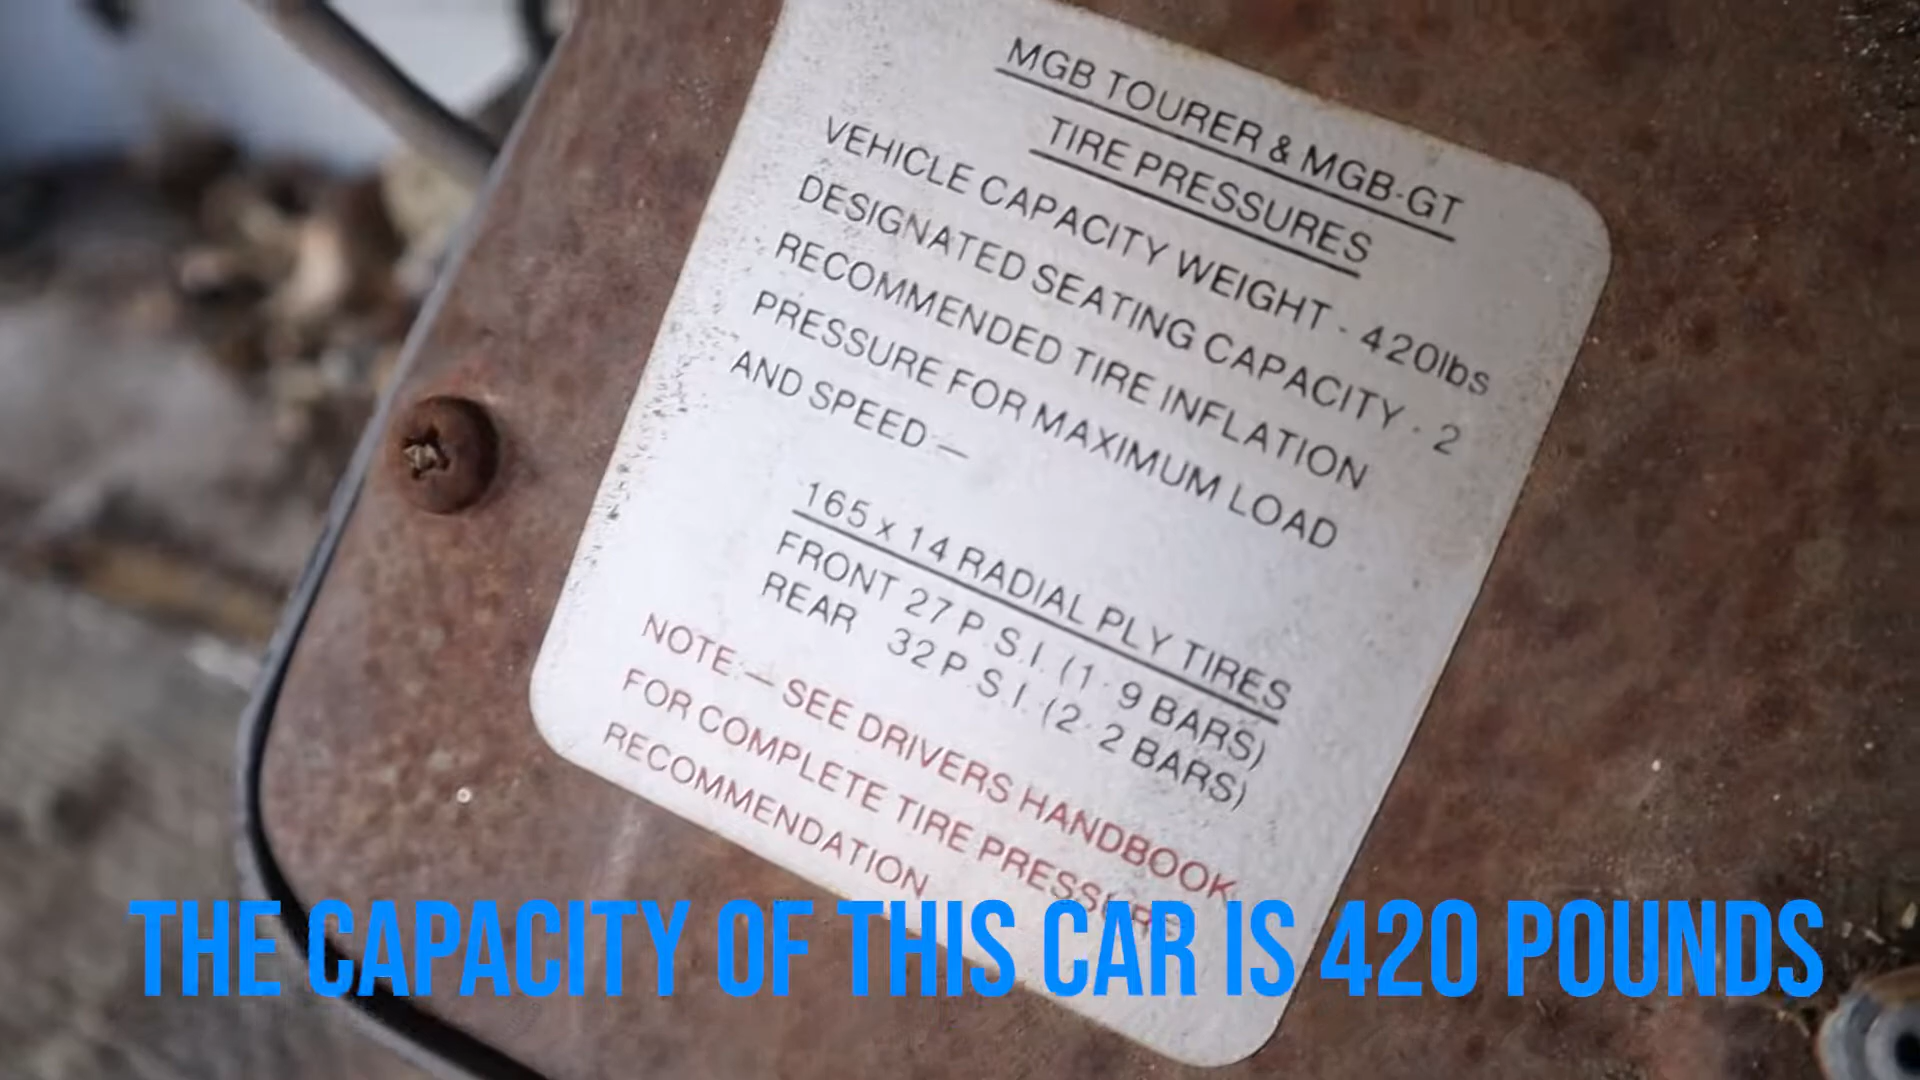 MGB TOURER & MGB-GT
TIRE PRESSURES
VEHICLE CAPACITY WEIGHT - 420lbs
DESIGNATED SEATING CAPACITY - 2
RECOMMENDED TIRE INFLATION
PRESSURE FOR MAXIMUM LOAD
AND SPEED —
165 x 14 RADIAL PLY TIRES
FRONT 27 P.S.I. (1·9 BARS)
REAR 32 P.S.I. (2·2 BARS)
NOTE:— SEE DRIVERS HANDBOOK
FOR COMPLETE TIRE PRESSURE
RECOMMENDATION
THE CAPACITY OF THIS CAR IS 420 POUNDS